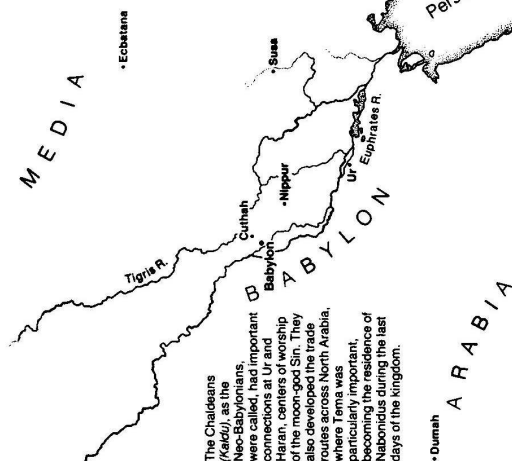 MEDIA
• Ecbatana
• Susa
Pers
Tigris R.
Cuthah
• Nippur
Babylon
Ur
Euphrates R.
BABYLON
ARABIA
• Dumah
The Chaldeans
(Kaldu), as the
Neo-Babylonians,
were called, had important
connections at Ur and
Haran, centers of worship
of the moon-god Sin. They
also developed the trade
routes across North Arabia,
where Tema was
particularly important,
becoming the residence of
Nabonidus during the last
days of the kingdom.